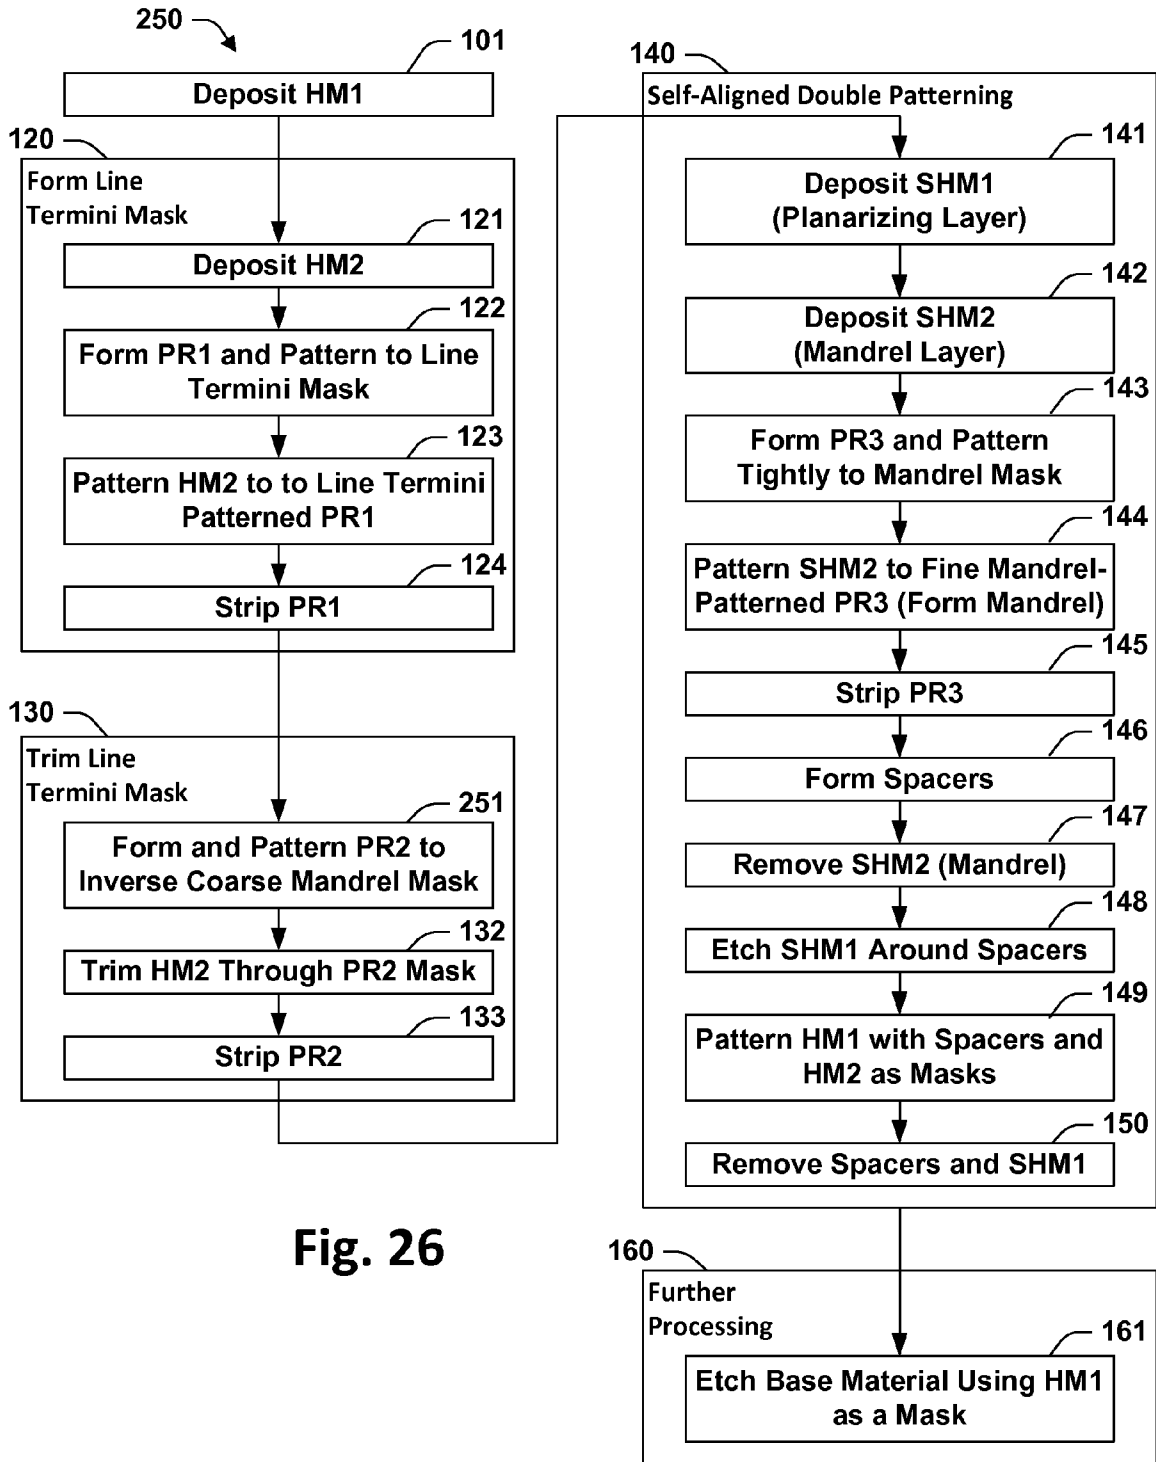 250
101
Deposit HM1
120
Form Line
Termini Mask
121
Deposit HM2
122
Form PR1 and Pattern to Line
Termini Mask
123
Pattern HM2 to to Line Termini
Patterned PR1
124
Strip PR1
130
Trim Line
Termini Mask
251
Form and Pattern PR2 to
Inverse Coarse Mandrel Mask
132
Trim HM2 Through PR2 Mask
133
Strip PR2
140
Self-Aligned Double Patterning
141
Deposit SHM1
(Planarizing Layer)
142
Deposit SHM2
(Mandrel Layer)
143
Form PR3 and Pattern
Tightly to Mandrel Mask
144
Pattern SHM2 to Fine Mandrel-
Patterned PR3 (Form Mandrel)
145
Strip PR3
146
Form Spacers
147
Remove SHM2 (Mandrel)
148
Etch SHM1 Around Spacers
149
Pattern HM1 with Spacers and
HM2 as Masks
150
Remove Spacers and SHM1
160
Further
Processing
161
Etch Base Material Using HM1
as a Mask
Fig. 26